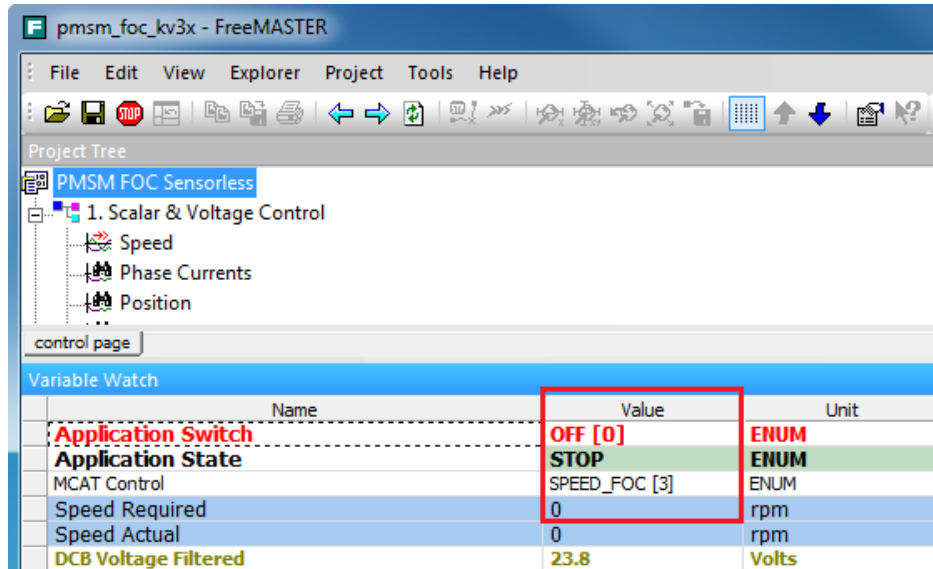 pmsm_foc_kv3x - FreeMASTER
File Edit View Explorer Project Tools Help
Project Tree
PMSM FOC Sensorless
1. Scalar & Voltage Control
Speed
Phase Currents
Position
control page
Variable Watch
Name Value Unit
Application Switch OFF [0] ENUM
Application State STOP ENUM
MCAT Control SPEED_FOC [3] ENUM
Speed Required 0 rpm
Speed Actual 0 rpm
DCB Voltage Filtered 23.8 Volts